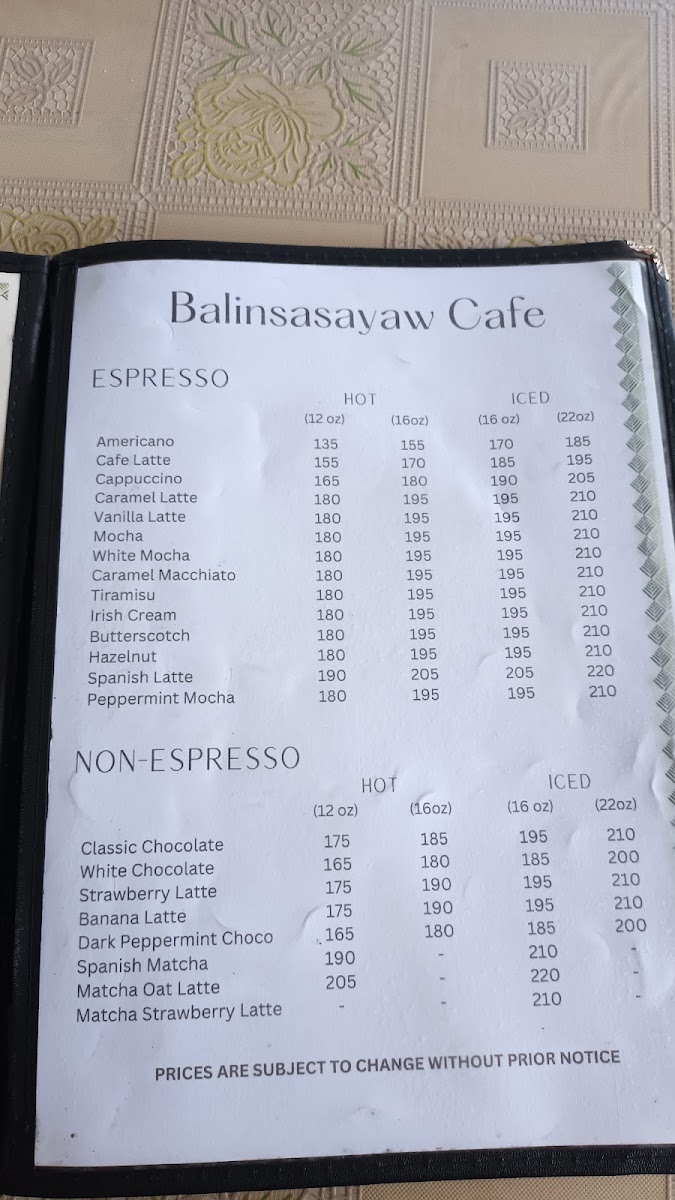 Balinsasayaw Cafe
ESPRESSO
HOT ICED
(12 oz) (16oz) (16 oz) (22oz)
Americano 135 155 170 185
Cafe Latte 155 170 185 195
Cappuccino 165 180 190 205
Caramel Latte 180 195 195 210
Vanilla Latte 180 195 195 210
Mocha 180 195 195 210
White Mocha 180 195 195 210
Caramel Macchiato 180 195 195 210
Tiramisu 180 195 195 210
Irish Cream 180 195 195 210
Butterscotch 180 195 195 210
Hazelnut 180 195 195 210
Spanish Latte 190 205 205 220
Peppermint Mocha 180 195 195 210
NON-ESPRESSO
HOT ICED
(12 oz) (16oz) (16 oz) (22oz)
Classic Chocolate 175 185 195 210
White Chocolate 165 180 185 200
Strawberry Latte 175 190 195 210
Banana Latte 175 190 195 210
Dark Peppermint Choco 165 180 185 200
Spanish Matcha 190 - 210 -
Matcha Oat Latte 205 - 220 -
Matcha Strawberry Latte - - 210 -
PRICES ARE SUBJECT TO CHANGE WITHOUT PRIOR NOTICE